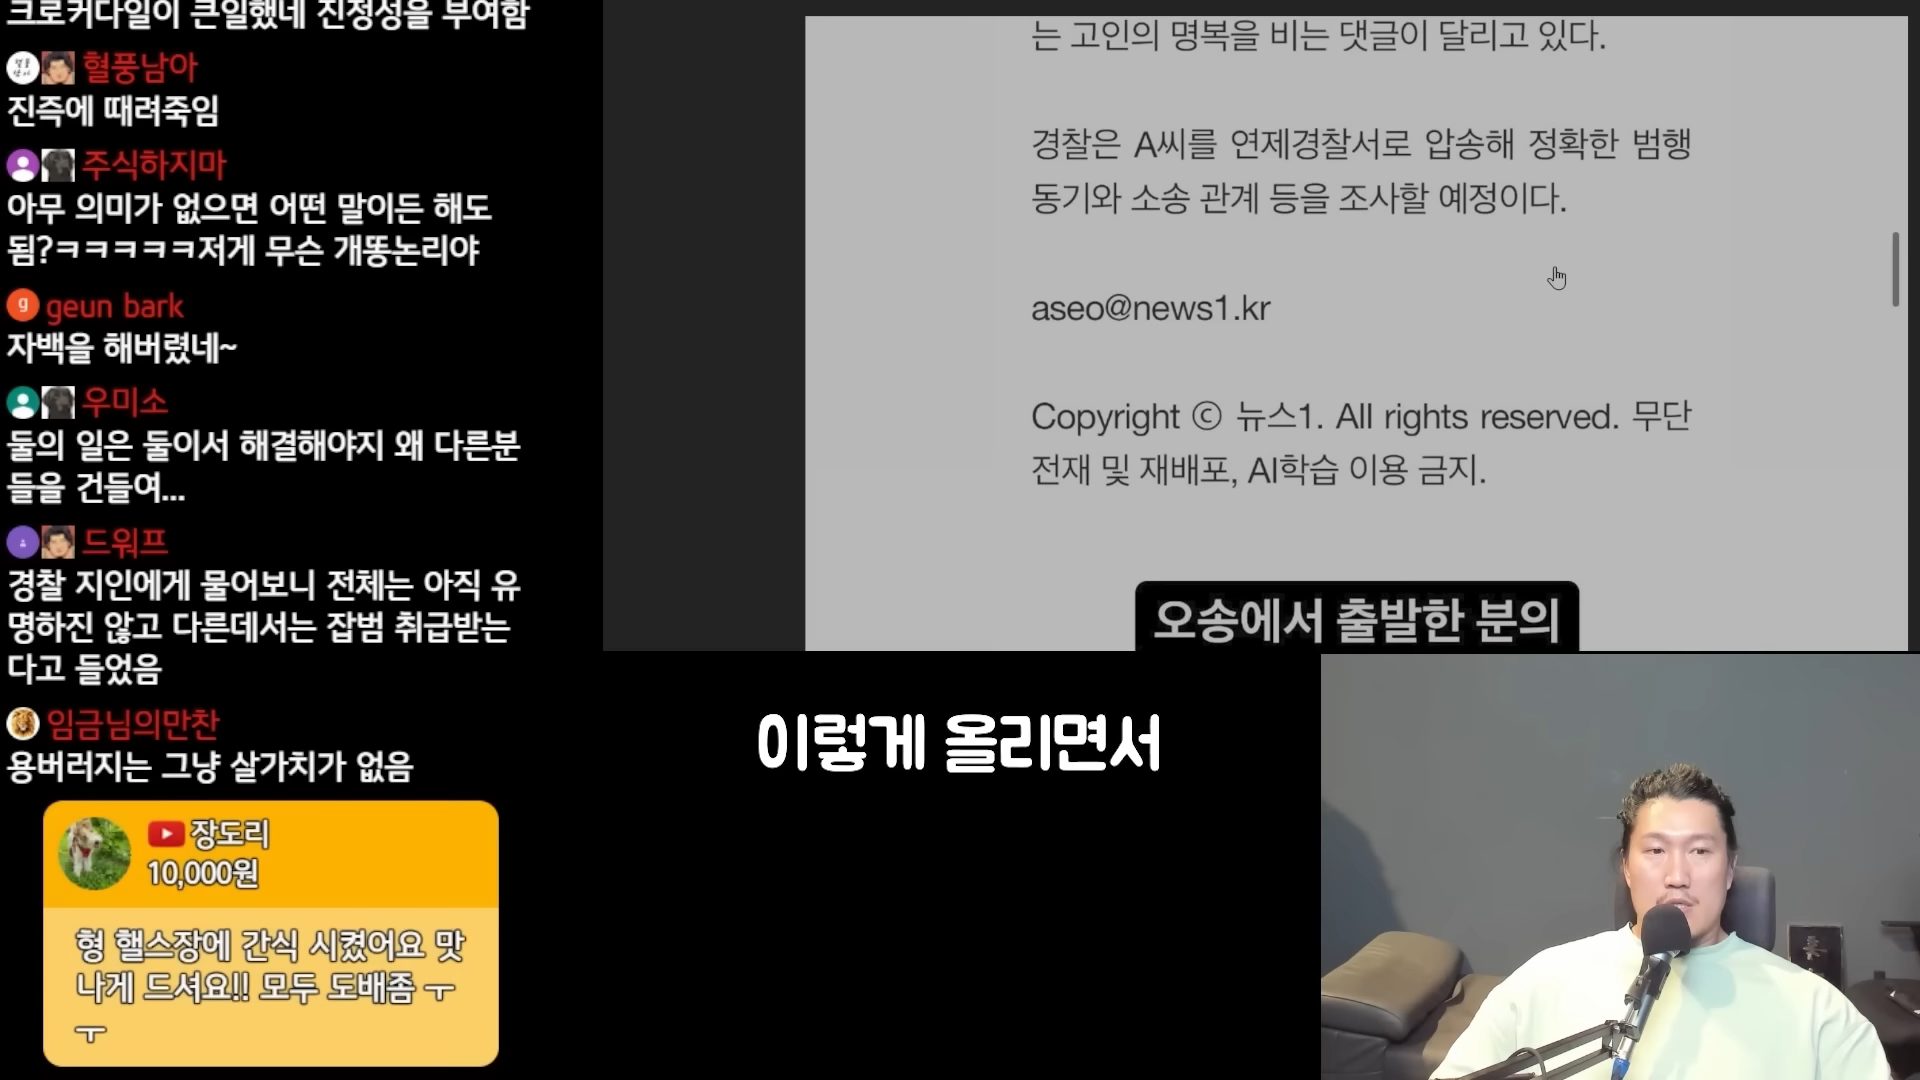 크로커다일이 큰일했네 진정성을 부여함
혈풍남아
진즉에 때려죽임
주식하지마
아무 의미가 없으면 어떤 말이든 해도
됨?ㅋㅋㅋㅋㅋ저게 무슨 개똥논리야
g geun bark
자백을 해버렸네~
우미소
둘의 일은 둘이서 해결해야지 왜 다른분
들을 건들여...
드워프
경찰 지인에게 물어보니 전체는 아직 유
명하진 않고 다른데서는 잡범 취급받는
다고 들었음
임금님의만찬
용버러지는 그냥 살가치가 없음
장도리
10,000원
형 핼스장에 간식 시켰어요 맛
나게 드셔요!! 모두 도배좀 ㅜ
ㅜ
는 고인의 명복을 비는 댓글이 달리고 있다.
경찰은 A씨를 연제경찰서로 압송해 정확한 범행
동기와 소송 관계 등을 조사할 예정이다.
aseo@news1.kr
Copyright ⓒ 뉴스1. All rights reserved. 무단
전재 및 재배포, AI학습 이용 금지.
오송에서 출발한 분의
이렇게 올리면서